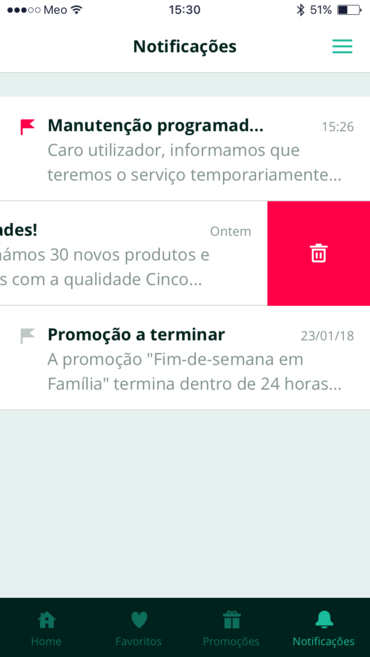 Meo 15:30 51%
Notificações
Manutenção programad... 15:26
Caro utilizador, informamos que
teremos o serviço temporariamente...
ades! Ontem
námos 30 novos produtos e
s com a qualidade Cinco...
Promoção a terminar 23/01/18
A promoção "Fim-de-semana em
Família" termina dentro de 24 horas...
Home Favoritos Promoções Notificações